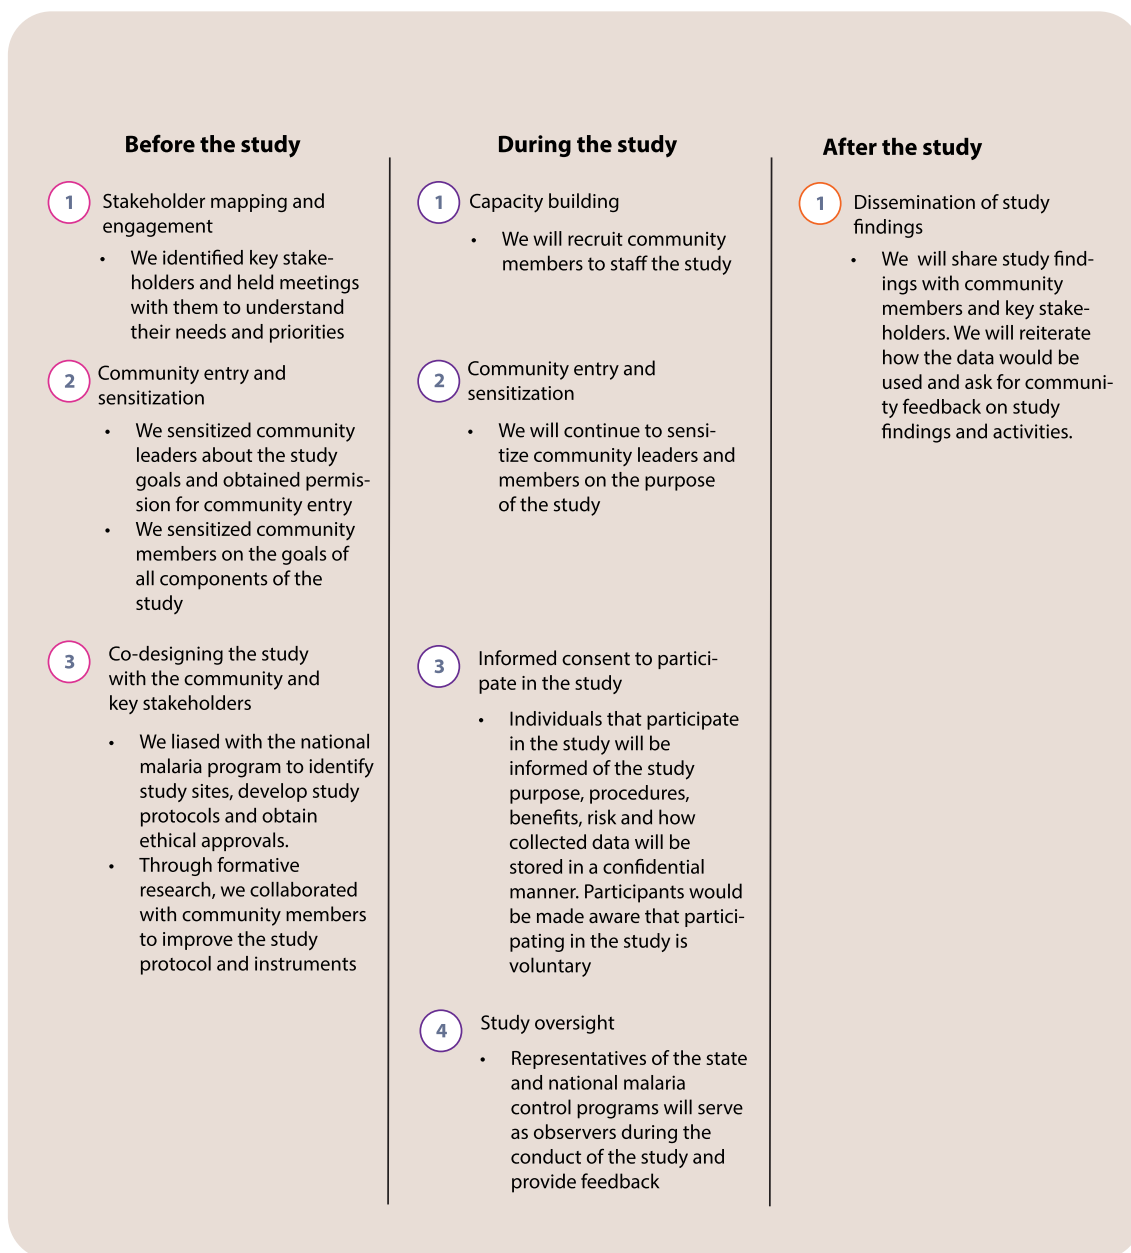 Before the study
1
Stakeholder mapping and
engagement
• We identified key stake-
holders and held meetings
with them to understand
their needs and priorities
2
Community entry and
sensitization
• We sensitized community
leaders about the study
goals and obtained permis-
sion for community entry
• We sensitized community
members on the goals of
all components of the
study
3
Co-designing the study
with the community and
key stakeholders
• We liased with the national
malaria program to identify
study sites, develop study
protocols and obtain
ethical approvals.
• Through formative
research, we collaborated
with community members
to improve the study
protocol and instruments
During the study
1
Capacity building
• We will recruit community
members to staff the study
2
Community entry and
sensitization
• We will continue to sensi-
tize community leaders and
members on the purpose
of the study
3
Informed consent to partici-
pate in the study
• Individuals that participate
in the study will be
informed of the study
purpose, procedures,
benefits, risk and how
collected data will be
stored in a confidential
manner. Participants would
be made aware that partici-
pating in the study is
voluntary
4
Study oversight
• Representatives of the state
and national malaria
control programs will serve
as observers during the
conduct of the study and
provide feedback
After the study
1
Dissemination of study
findings
• We  will share study find-
ings with community
members and key stake-
holders. We will reiterate
how the data would be
used and ask for communi-
ty feedback on study
findings and activities.